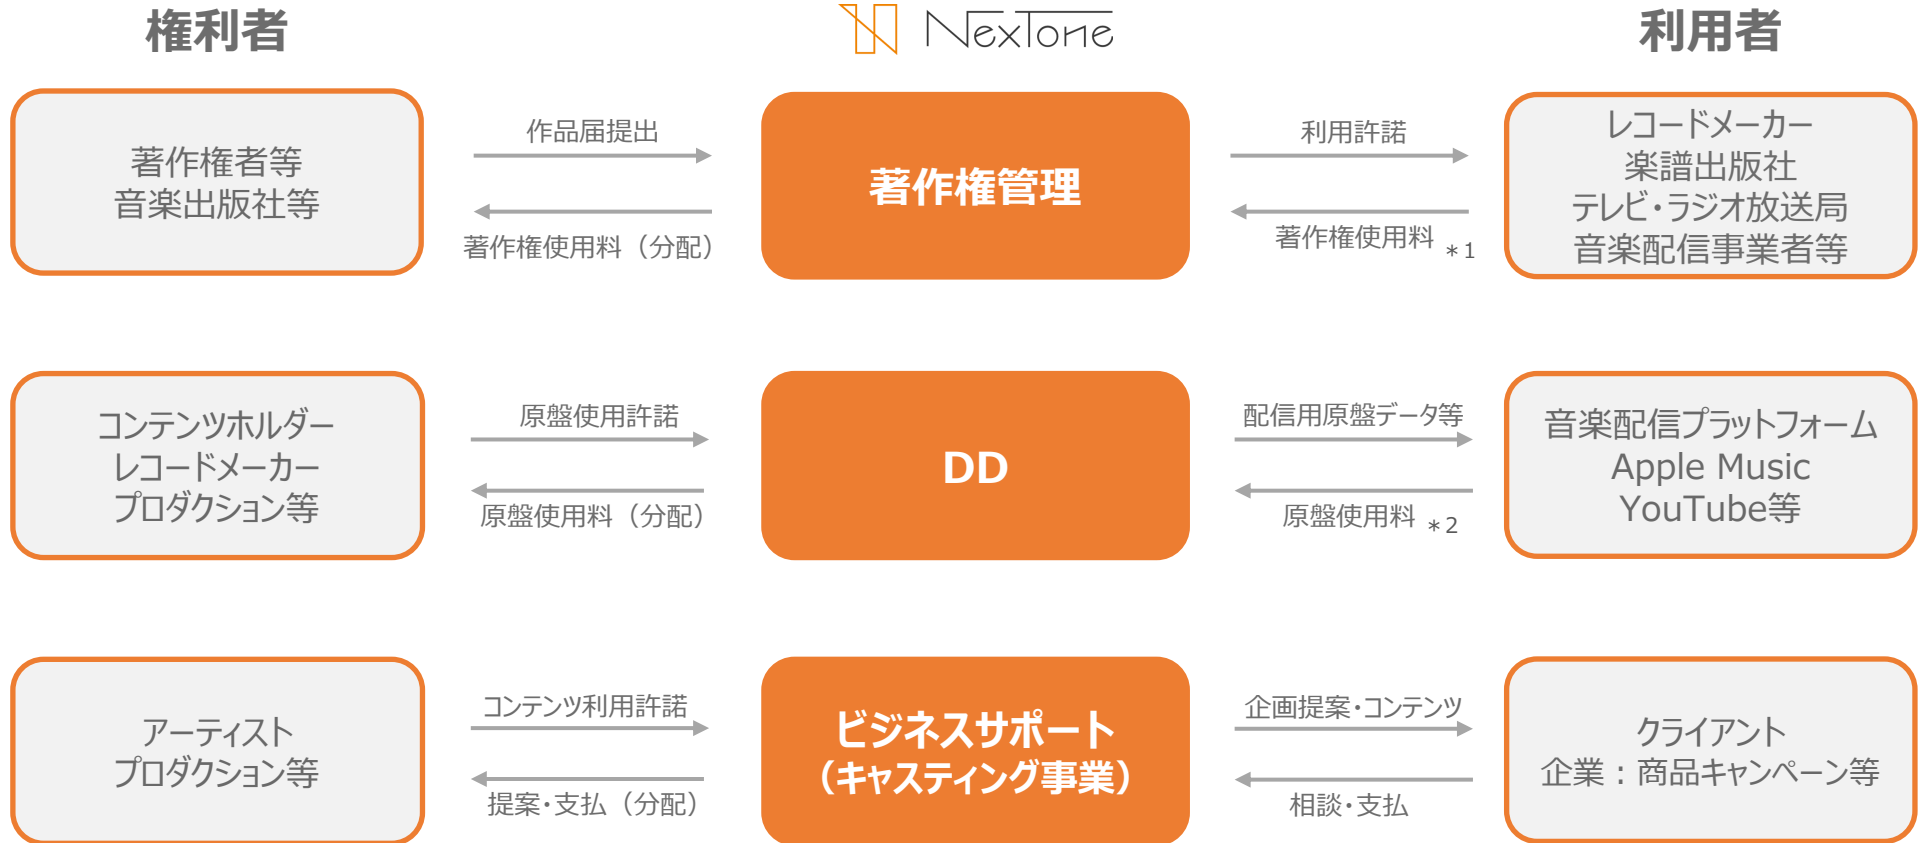 権利者
NexTone
利用者
著作権者等
音楽出版社等
作品届提出
著作権使用料（分配）
著作権管理
利用許諾
著作権使用料 ＊1
レコードメーカー
楽譜出版社
テレビ・ラジオ放送局
音楽配信事業者等
コンテンツホルダー
レコードメーカー
プロダクション等
原盤使用許諾
原盤使用料（分配）
DD
配信用原盤データ等
原盤使用料 ＊2
音楽配信プラットフォーム
Apple Music
YouTube等
アーティスト
プロダクション等
コンテンツ利用許諾
提案・支払（分配）
ビジネスサポート
（キャスティング事業）
企画提案・コンテンツ
相談・支払
クライアント
企業：商品キャンペーン等